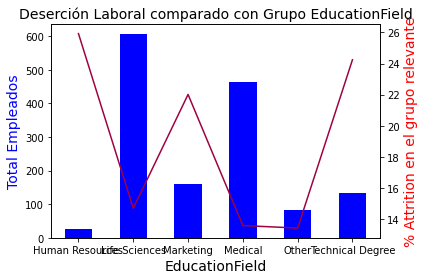 Deserción Laboral comparado con Grupo EducationField
Total Empleados
600
500
400
300
200
100
0
26
24
22
20
18
16
14
% Attrition en el grupo relevante
Human Resources Life Sciences Marketing Medical Other Technical Degree
EducationField